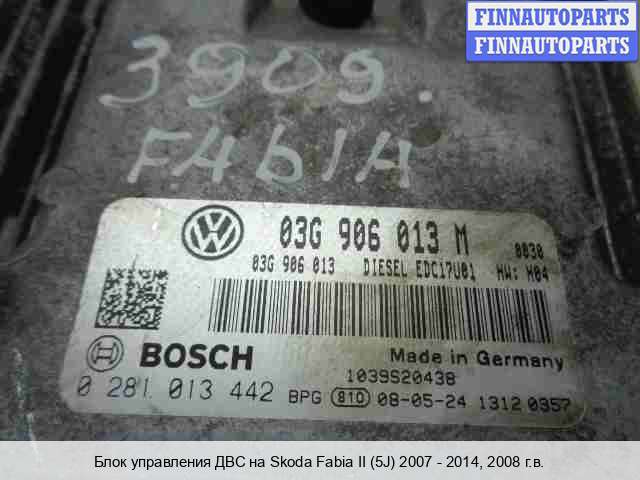 FINNAUTOPARTS
FINNAUTOPARTS
3909.
FABIA
03G 906 013 M 0030
03G 906 013 DIESEL EDC17U01 HW: H04
BOSCH Made in Germany
1039S20438
0 281 013 442 BPG 810 08-05-24 1312 0357
Блок управления ДВС на Skoda Fabia II (5J) 2007 - 2014, 2008 г.в.